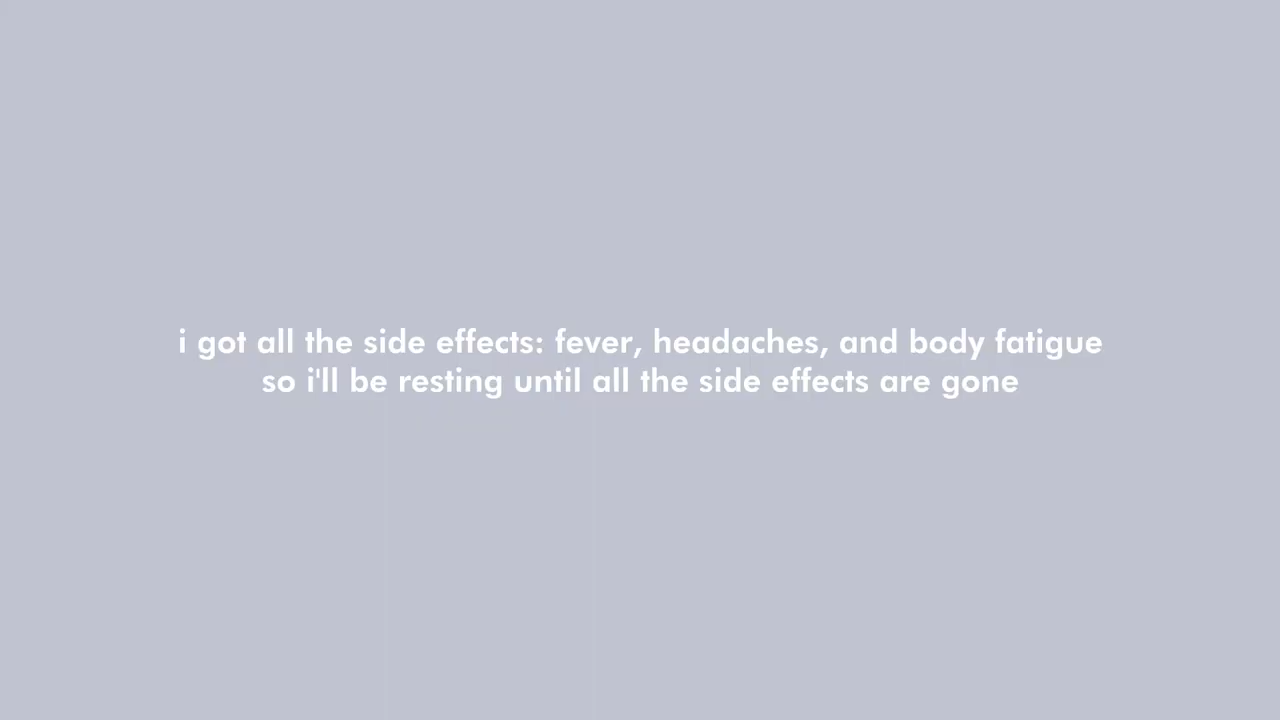 i got all the side effects: fever, headaches, and body fatigue
so i'll be resting until all the side effects are gone